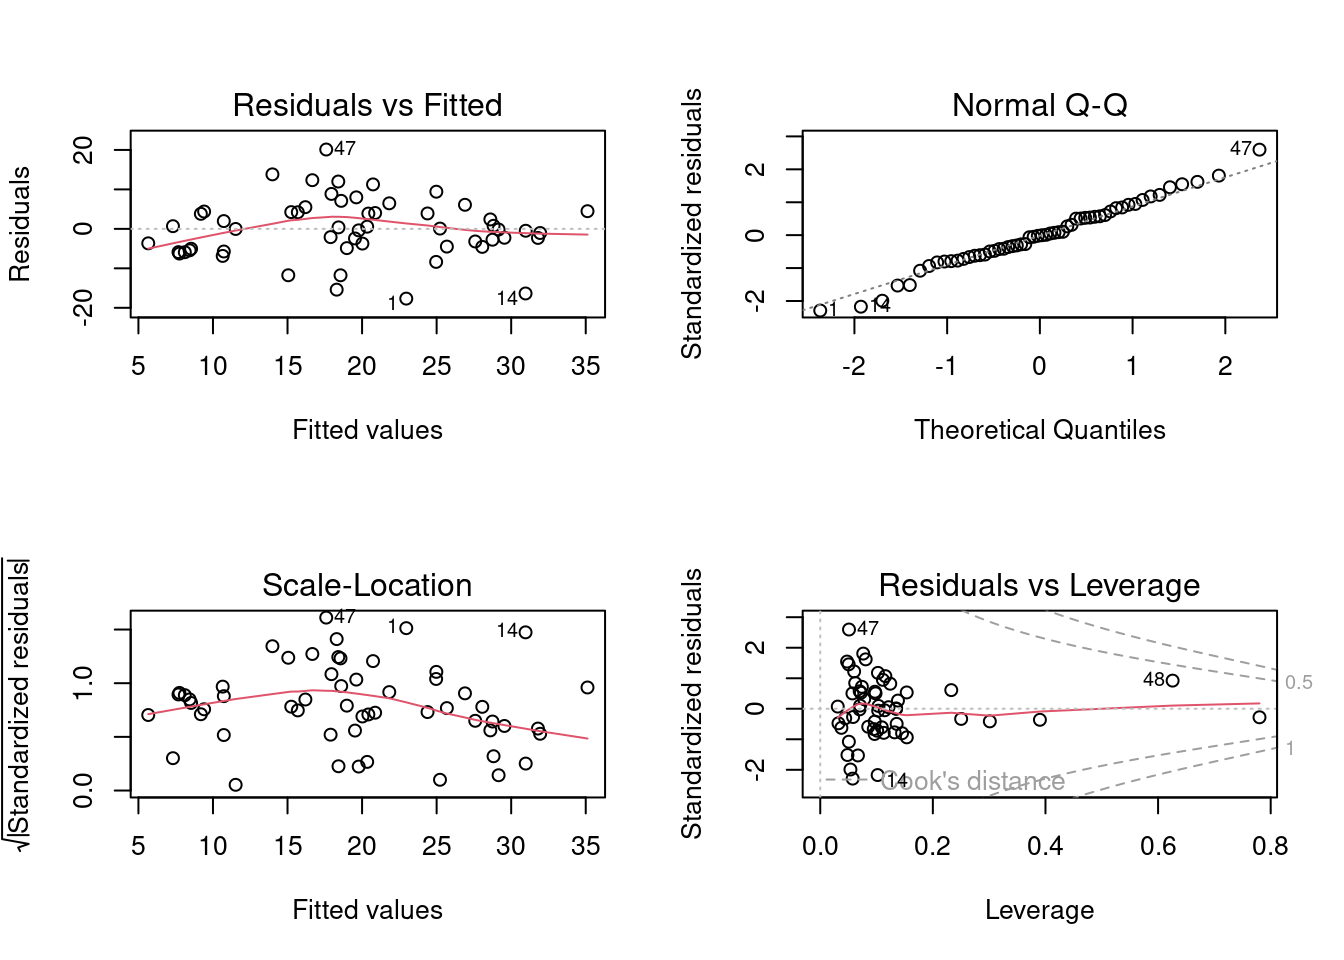 Residuals vs Fitted
Residuals
20
0
-20
47
1
14
5 10 15 20 25 30 35
Fitted values
Normal Q-Q
Standardized residuals
2
0
-2
47
1
14
-2 -1 0 1 2
Theoretical Quantiles
Scale-Location
√|Standardized residuals|
1.0
0.0
47
1
14
5 10 15 20 25 30 35
Fitted values
Residuals vs Leverage
Standardized residuals
2
0
-2
47
48
14
Cook's distance
0.5
1
0.0 0.2 0.4 0.6 0.8
Leverage